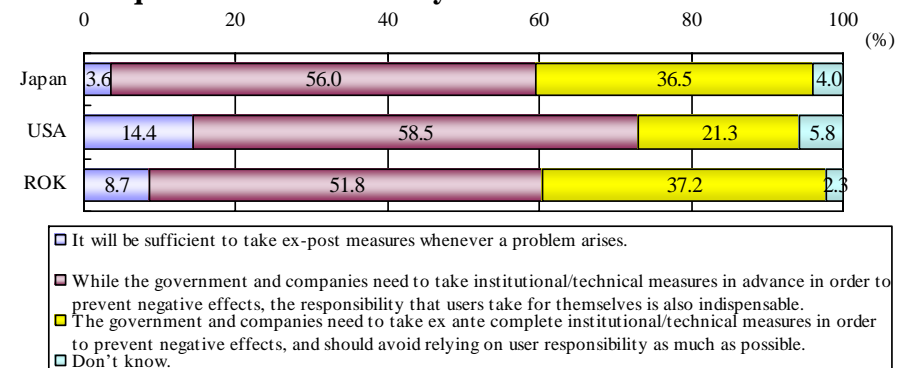 0 20 40 60 80 100
(%)
Japan 3.6 56.0 36.5 4.0
USA 14.4 58.5 21.3 5.8
ROK 8.7 51.8 37.2 2.3
It will be sufficient to take ex-post measures whenever a problem arises.
While the government and companies need to take institutional/technical measures in advance in order to
prevent negative effects, the responsibility that users take for themselves is also indispensable.
The government and companies need to take ex ante complete institutional/technical measures in order
to prevent negative effects, and should avoid relying on user responsibility as much as possible.
Don't know.